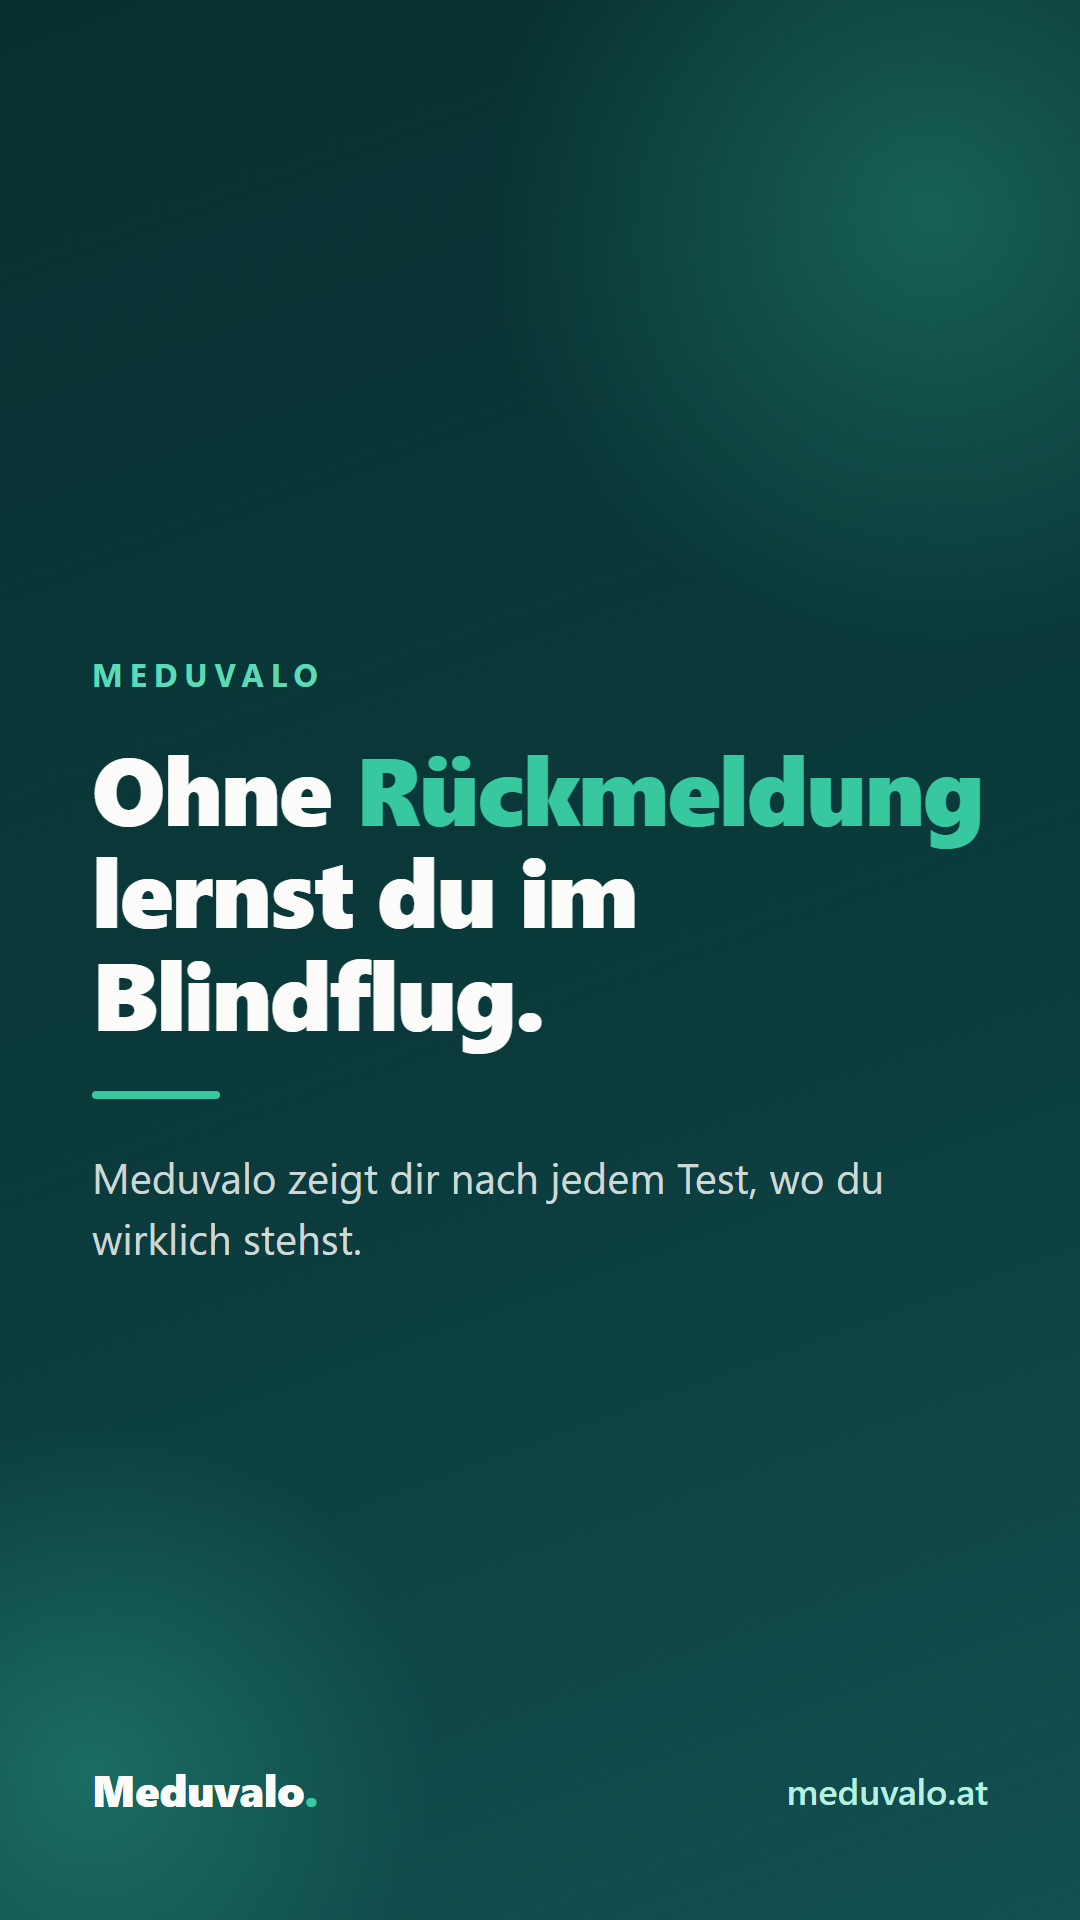 MEDUVALO
Ohne Rückmeldung
lernst du im
Blindflug.
Meduvalo zeigt dir nach jedem Test, wo du
wirklich stehst.
Meduvalo.
meduvalo.at